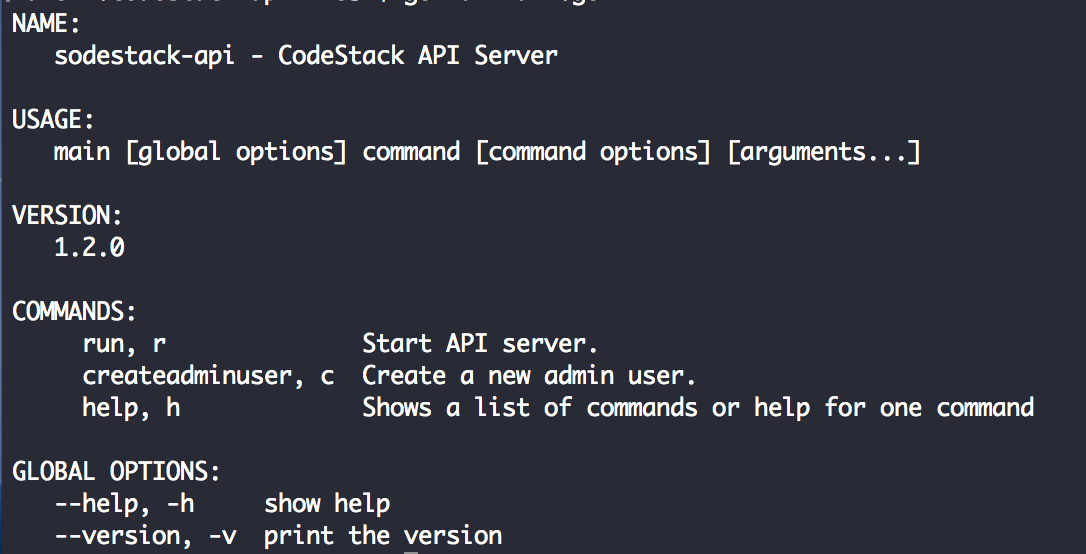 NAME:
sodestack-api - CodeStack API Server
USAGE:
main [global options] command [command options] [arguments...]
VERSION:
1.2.0
COMMANDS:
run, r Start API server.
createadminuser, c Create a new admin user.
help, h Shows a list of commands or help for one command
GLOBAL OPTIONS:
--help, -h show help
--version, -v print the version